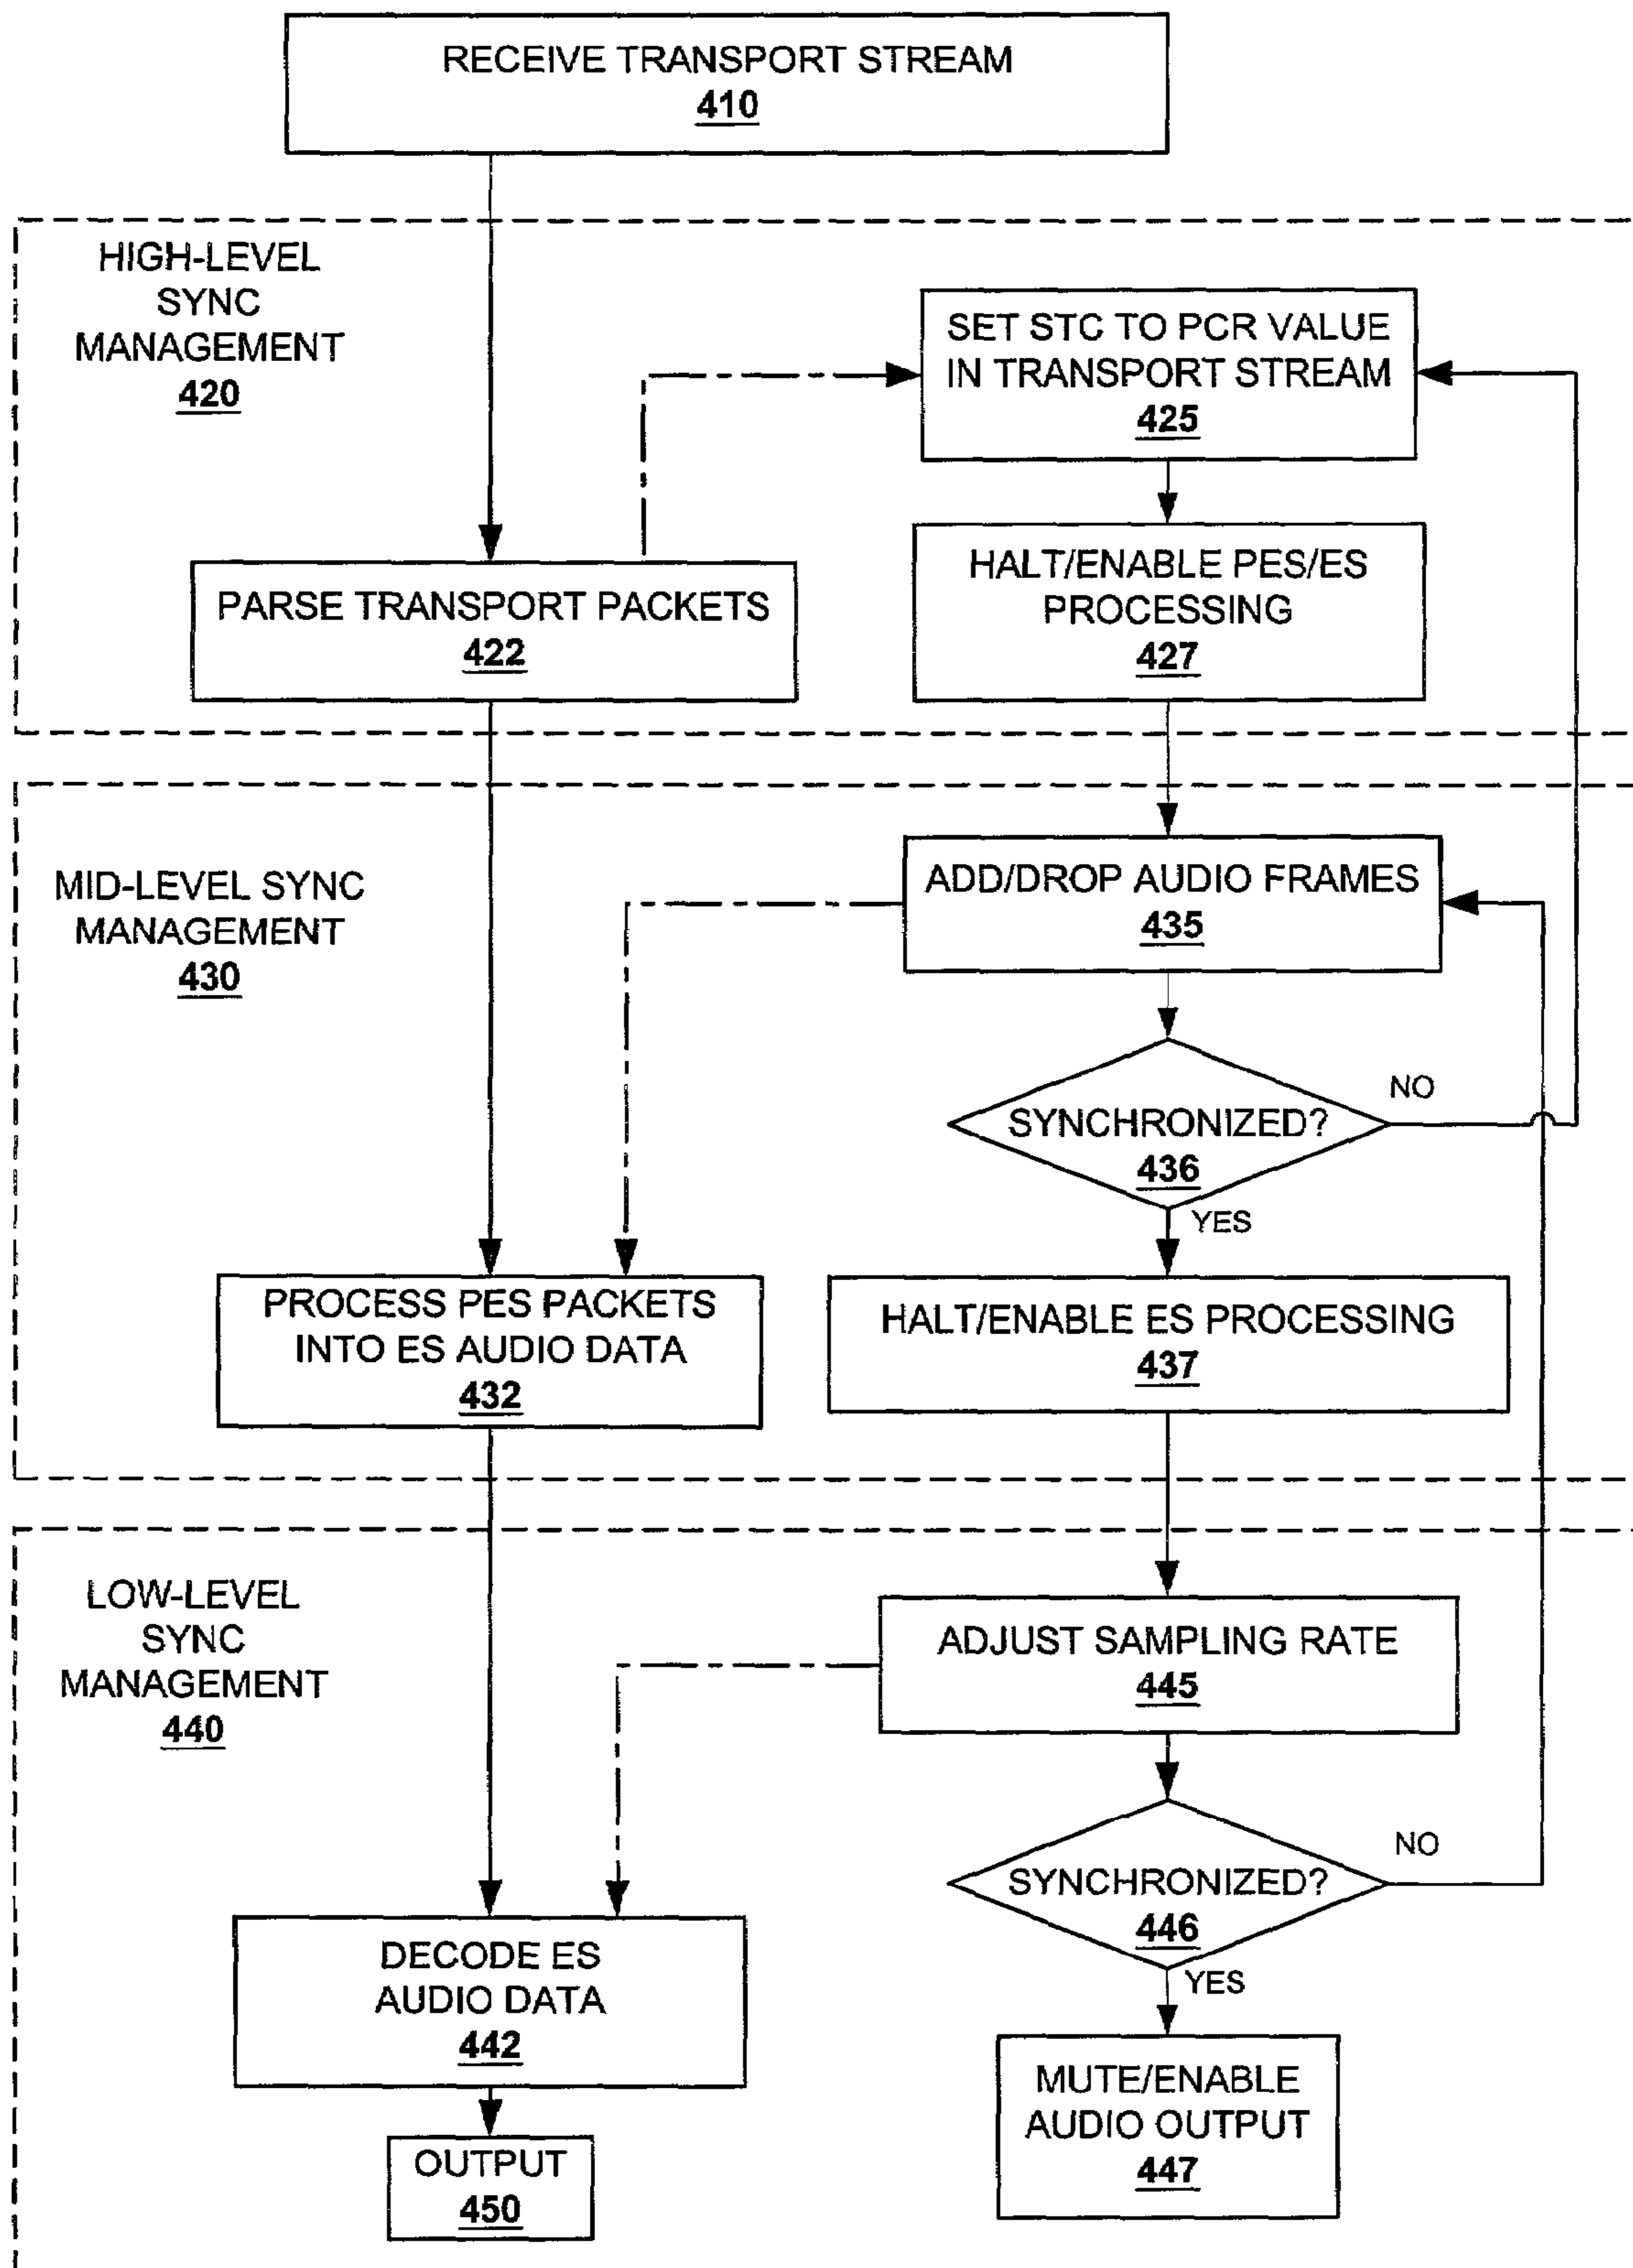 RECEIVE TRANSPORT STREAM
410
HIGH-LEVEL
SYNC
MANAGEMENT
420
SET STC TO PCR VALUE
IN TRANSPORT STREAM
425
HALT/ENABLE PES/ES
PROCESSING
427
PARSE TRANSPORT PACKETS
422
MID-LEVEL SYNC
MANAGEMENT
430
ADD/DROP AUDIO FRAMES
435
SYNCHRONIZED?
436
NO
YES
PROCESS PES PACKETS
INTO ES AUDIO DATA
432
HALT/ENABLE ES PROCESSING
437
LOW-LEVEL
SYNC
MANAGEMENT
440
ADJUST SAMPLING RATE
445
SYNCHRONIZED?
446
NO
YES
DECODE ES
AUDIO DATA
442
MUTE/ENABLE
AUDIO OUTPUT
447
OUTPUT
450